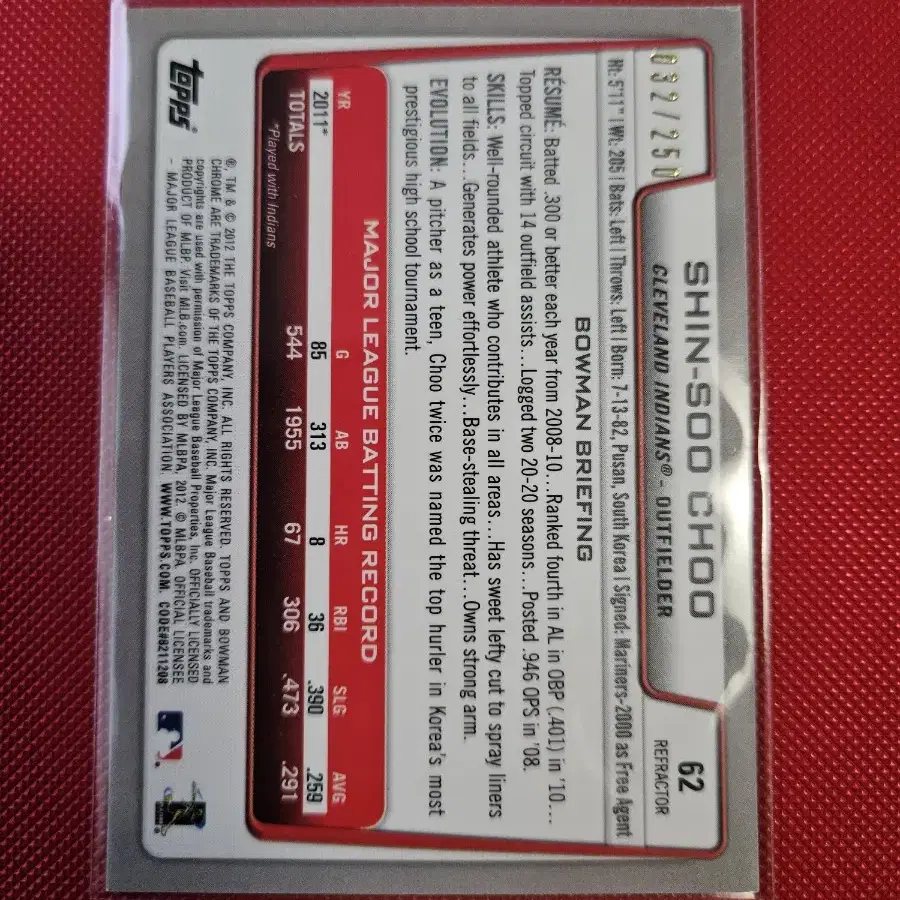 032/250
SHIN-SOO CHOO
62
CLEVELAND INDIANS® - OUTFIELDER
REFRACTOR
Ht: 5'11" | Wt: 205 | Bats: Left | Throws: Left | Born: 7-13-82, Pusan, South Korea | Signed: Mariners-2000 as Free Agent
BOWMAN BRIEFING
RÉSUMÉ: Batted .300 or better each year from 2008-10...Ranked fourth in AL in OBP (.401) in '10...
Topped circuit with 14 outfield assists...Logged two 20-20 seasons...Posted .946 OPS in '08.
SKILLS: Well-rounded athlete who contributes in all areas...Has sweet lefty cut to spray liners
to all fields...Generates power effortlessly...Base-stealing threat...Owns strong arm.
EVOLUTION: A pitcher as a teen, Choo twice was named the top hurler in Korea's most
prestigious high school tournament.
MAJOR LEAGUE BATTING RECORD
YR G AB HR RBI SLG AVG
2011* 85 313 8 36 .390 .259
TOTALS 544 1955 67 306 .473 .291
*Played with Indians
®, TM & © 2012 THE TOPPS COMPANY, INC. ALL RIGHTS RESERVED. TOPPS AND BOWMAN
CHROME ARE TRADEMARKS OF THE TOPPS COMPANY, INC. Major League Baseball trademarks and
copyrights are used with permission of Major League Baseball Properties, Inc. OFFICIALLY LICENSED
PRODUCT OF MLBP. Visit MLB.com. LICENSED BY MLBPA, 2012. © MLBPA. OFFICIAL LICENSEE
- MAJOR LEAGUE BASEBALL PLAYERS ASSOCIATION. WWW.TOPPS.COM. CODE#8211208
topps